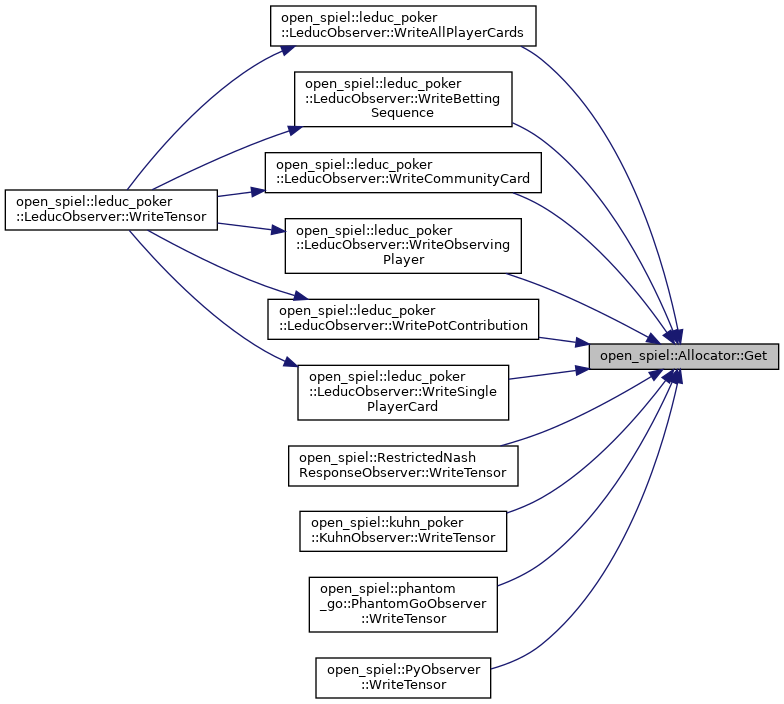 open_spiel::leduc_poker
::LeducObserver::WriteAllPlayerCards
open_spiel::leduc_poker
::LeducObserver::WriteBetting
Sequence
open_spiel::leduc_poker
::LeducObserver::WriteCommunityCard
open_spiel::leduc_poker
::LeducObserver::WriteTensor
open_spiel::leduc_poker
::LeducObserver::WriteObserving
Player
open_spiel::leduc_poker
::LeducObserver::WritePotContribution
open_spiel::Allocator::Get
open_spiel::leduc_poker
::LeducObserver::WriteSingle
PlayerCard
open_spiel::RestrictedNash
ResponseObserver::WriteTensor
open_spiel::kuhn_poker
::KuhnObserver::WriteTensor
open_spiel::phantom
_go::PhantomGoObserver
::WriteTensor
open_spiel::PyObserver
::WriteTensor